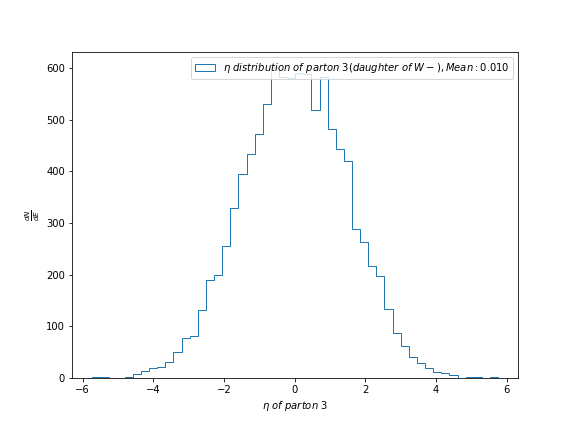 η distribution of parton 3(daughter of W−), Mean : 0.010
600
500
400
300
200
100
0
dN
dE
−6 −4 −2 0 2 4 6
η of parton 3